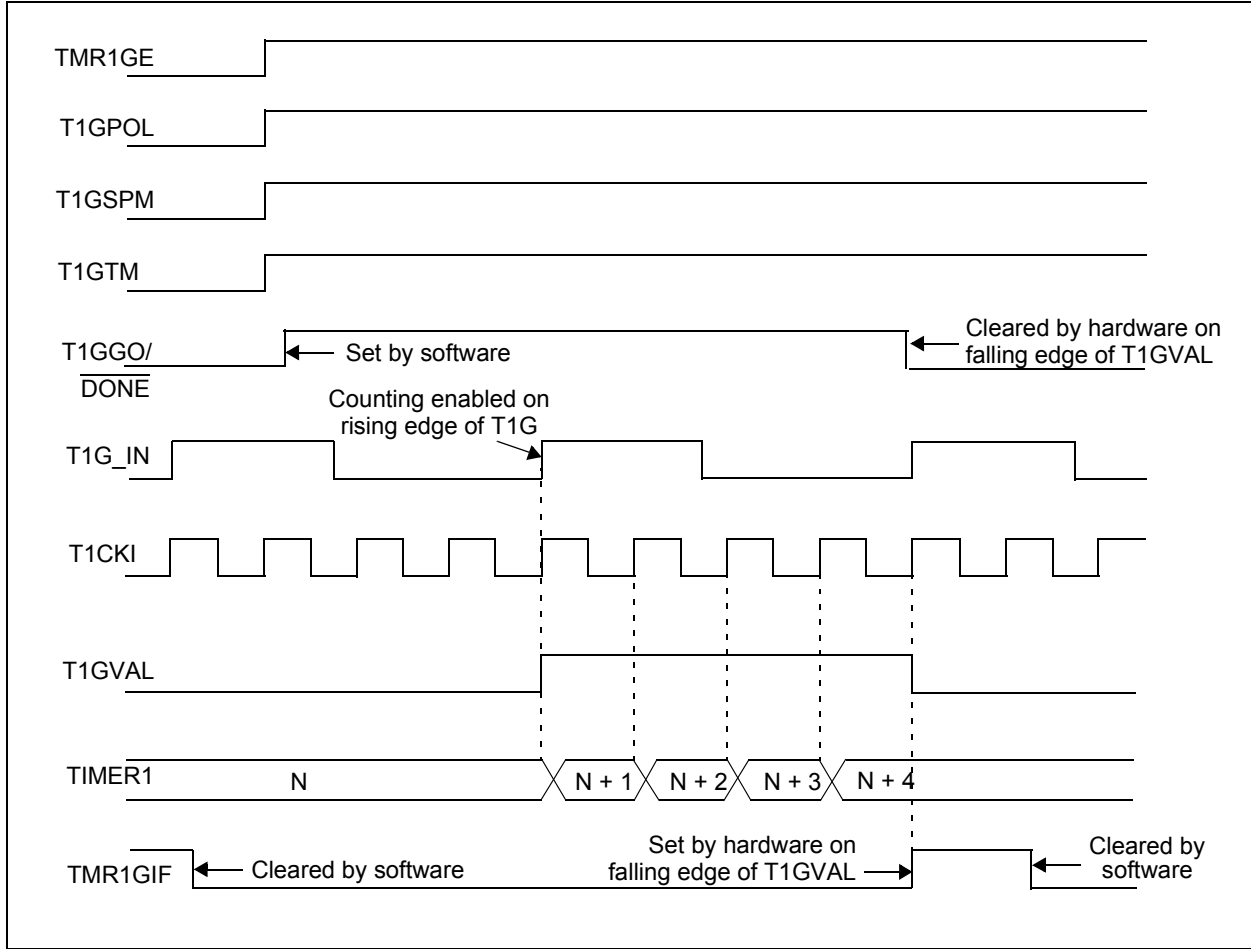 TMR1GE
T1GPOL
T1GSPM
T1GTM
T1GGO/
DONE
Set by software
Cleared by hardware on
falling edge of T1GVAL
Counting enabled on
rising edge of T1G
T1G_IN
T1CKI
T1GVAL
TIMER1
N
N + 1
N + 2
N + 3
N + 4
TMR1GIF
Cleared by software
Set by hardware on
falling edge of T1GVAL
Cleared by
software